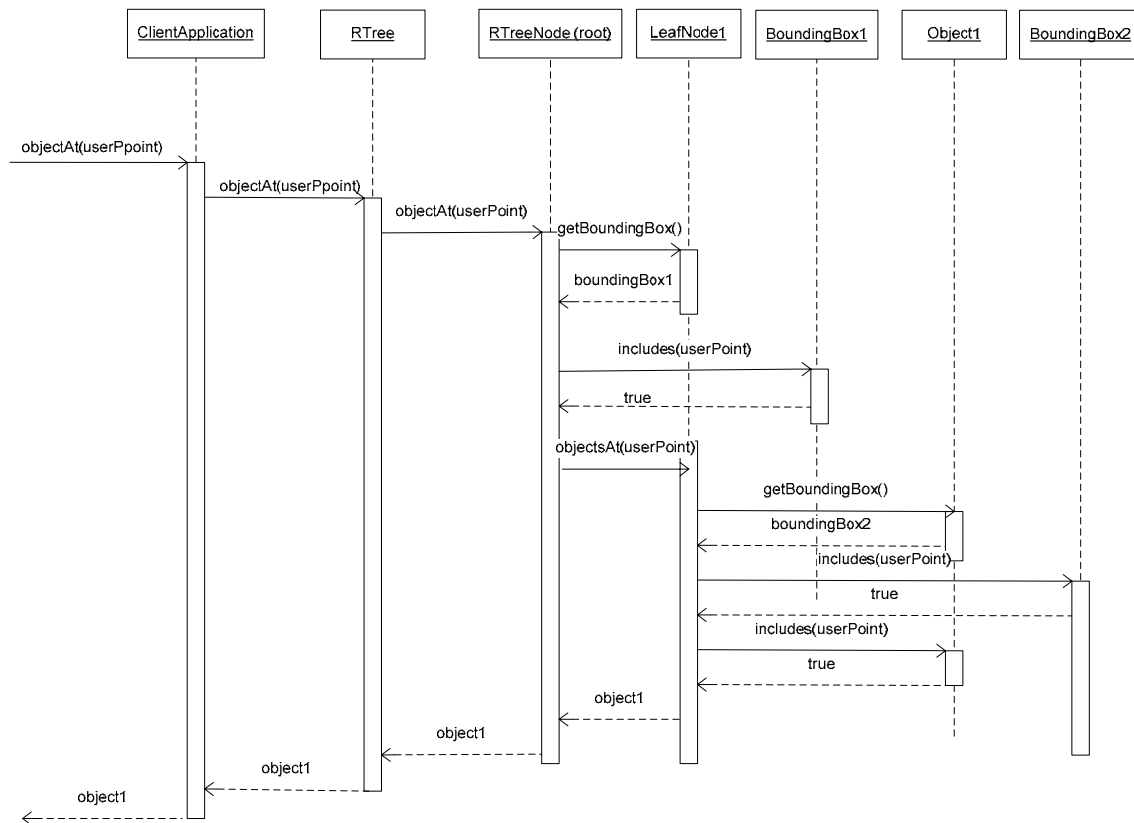 ClientApplication
RTree
RTreeNode (root)
LeafNode1
BoundingBox1
Object1
BoundingBox2
objectAt(userPpoint)
objectAt(userPpoint)
objectAt(userPoint)
getBoundingBox()
boundingBox1
includes(userPoint)
true
objectsAt(userPoint)
getBoundingBox()
boundingBox2
includes(userPoint)
true
includes(userPoint)
true
object1
object1
object1
object1